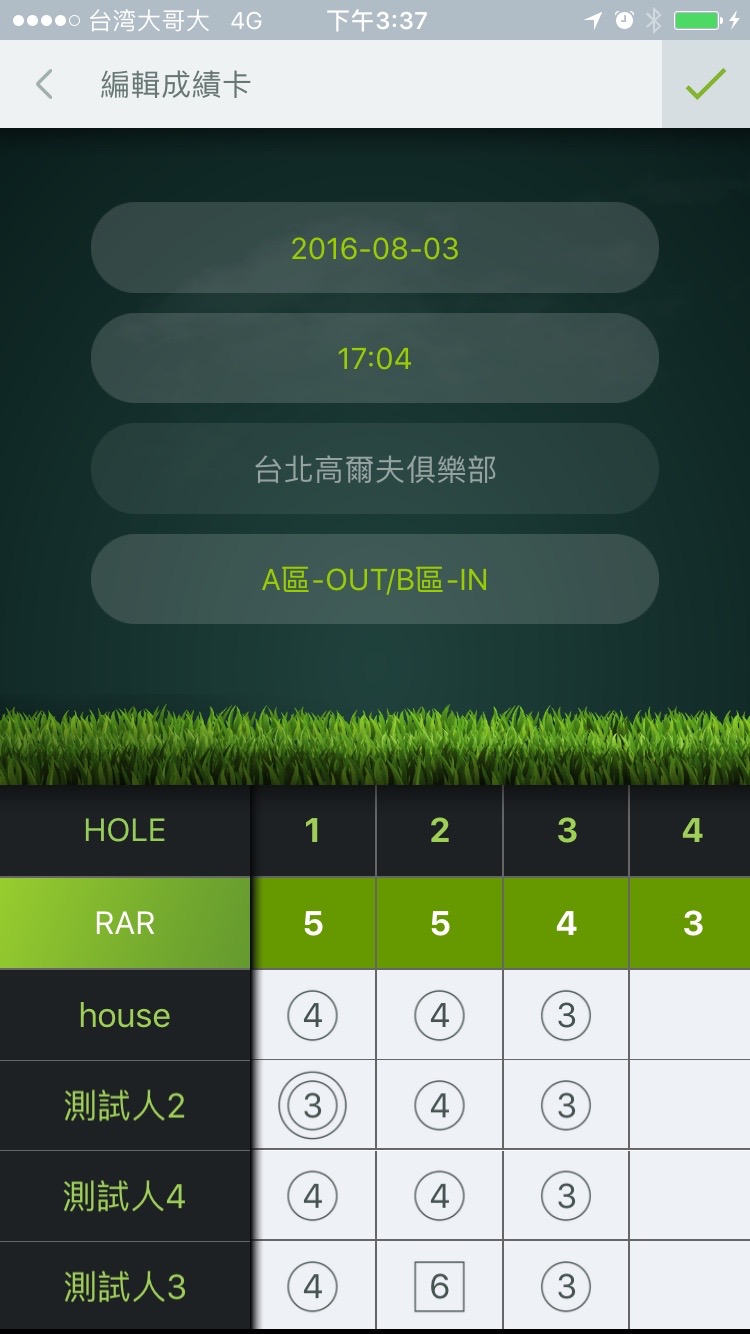 台湾大哥大 4G 下午3:37
編輯成績卡
2016-08-03
17:04
台北高爾夫俱樂部
A區-OUT/B區-IN
HOLE 1 2 3 4
RAR 5 5 4 3
house 4 4 3
測試人2 3 4 3
測試人4 4 4 3
測試人3 4 6 3